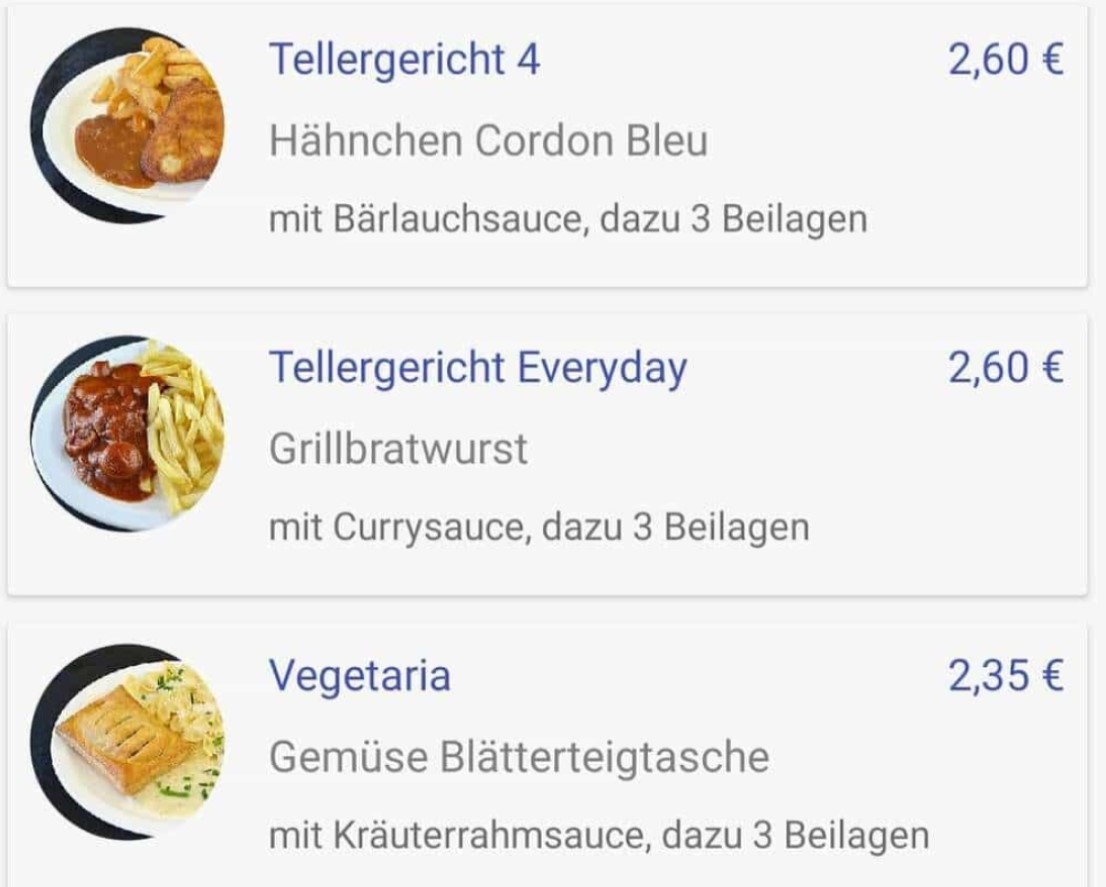 Tellergericht 4 2,60 €
Hähnchen Cordon Bleu
mit Bärlauchsauce, dazu 3 Beilagen
Tellergericht Everyday 2,60 €
Grillbratwurst
mit Currysauce, dazu 3 Beilagen
Vegetaria 2,35 €
Gemüse Blätterteigtasche
mit Kräuterrahmsauce, dazu 3 Beilagen